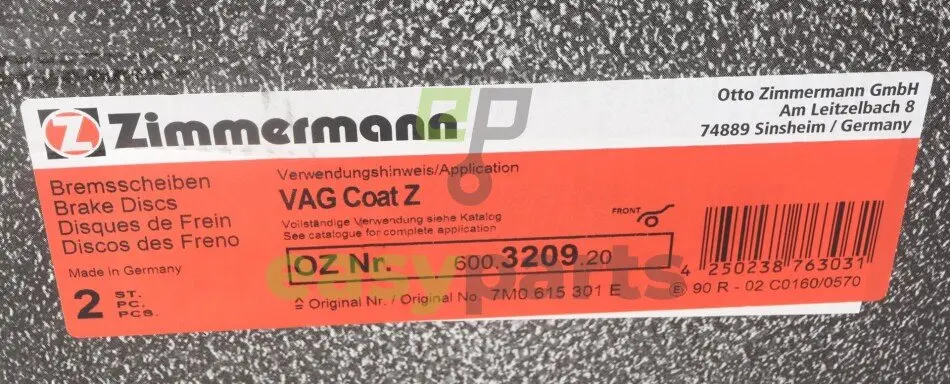 Z Zimmermann
Otto Zimmermann GmbH
Am Leitzelbach 8
74889 Sinsheim / Germany
Bremsscheiben
Brake Discs
Disques de Frein
Discos des Freno
Made in Germany
2 ST.
PC.
PCS.
Verwendungshinweis/Application
VAG Coat Z
Vollständige Verwendung siehe Katalog
See catalogue for complete application
FRONT
OZ Nr. 600.3209.20
≙ Original Nr. / Original No. 7M0 615 301 E
4 250238 763031
E 90 R - 02 C0160/0570
ep
easyparts